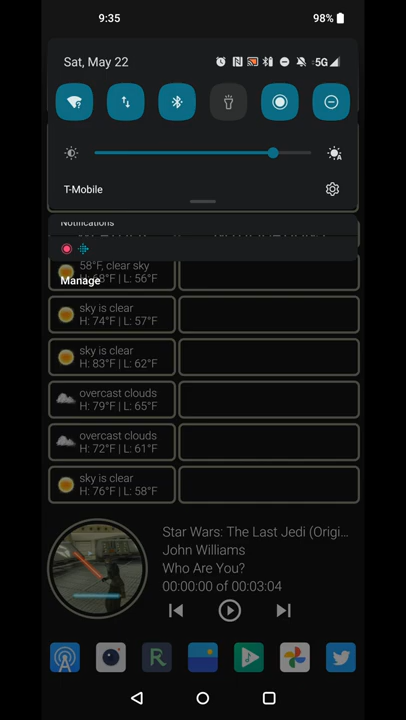 9:35
98%
Sat, May 22
5G
T-Mobile
Notifications
58°F, clear sky
H: 68°F | L: 56°F
Manage
sky is clear
H: 74°F | L: 57°F
sky is clear
H: 83°F | L: 62°F
overcast clouds
H: 79°F | L: 65°F
overcast clouds
H: 72°F | L: 61°F
sky is clear
H: 76°F | L: 58°F
Star Wars: The Last Jedi (Origi...
John Williams
Who Are You?
00:00:00 of 00:03:04